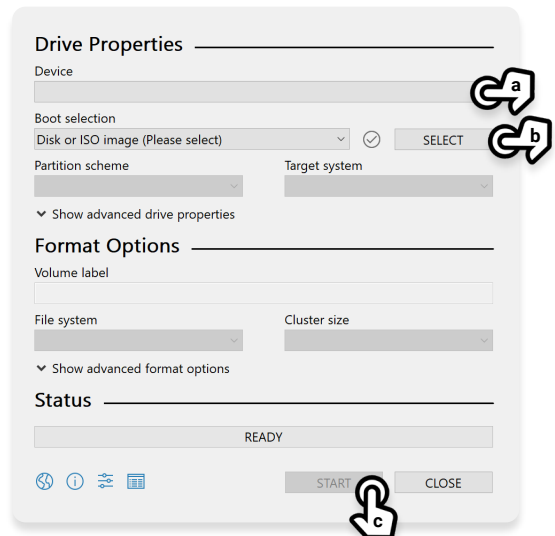 Drive Properties
Device
a
Boot selection
Disk or ISO image (Please select)
SELECT
b
Partition scheme
Target system
Show advanced drive properties
Format Options
Volume label
File system
Cluster size
Show advanced format options
Status
READY
START
CLOSE
c